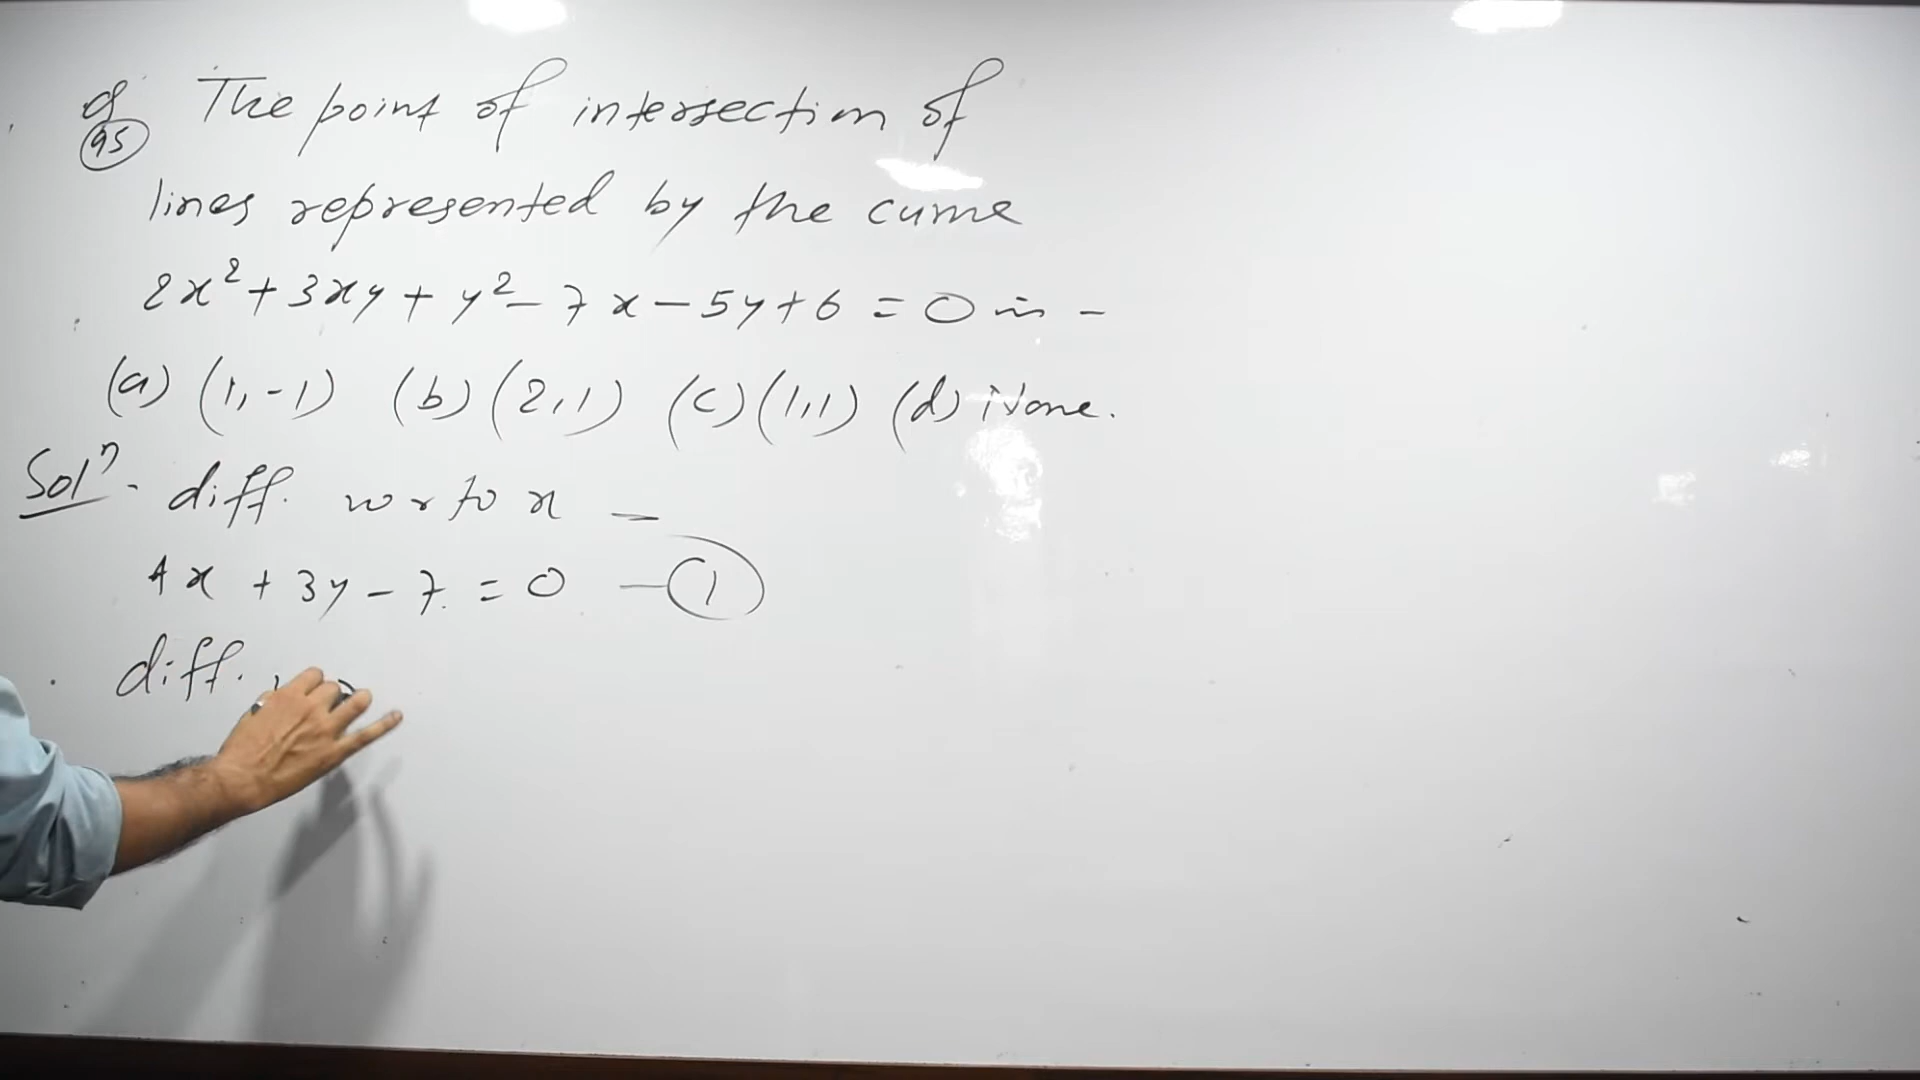 Q 95 The point of intersection of
lines represented by the curve
2x² + 3xy + y² - 7x - 5y + 6 = 0 is -
(a) (1,-1) (b) (2,1) (c) (1,1) (d) None.
Solⁿ - diff. w r to x -
4x + 3y - 7 = 0 - ①
diff.